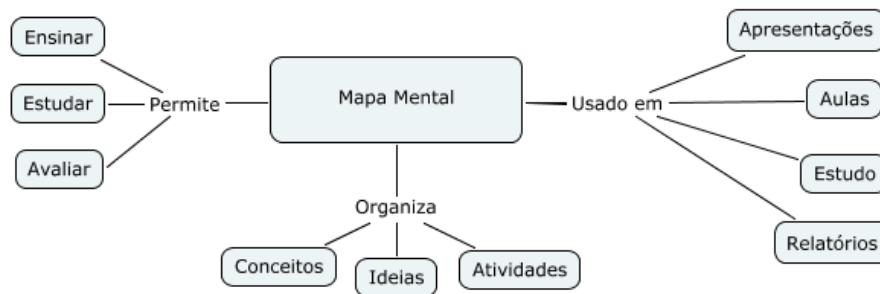 Ensinar
Estudar
Avaliar
Permite
Mapa Mental
Usado em
Apresentações
Aulas
Estudo
Relatórios
Organiza
Conceitos
Ideias
Atividades